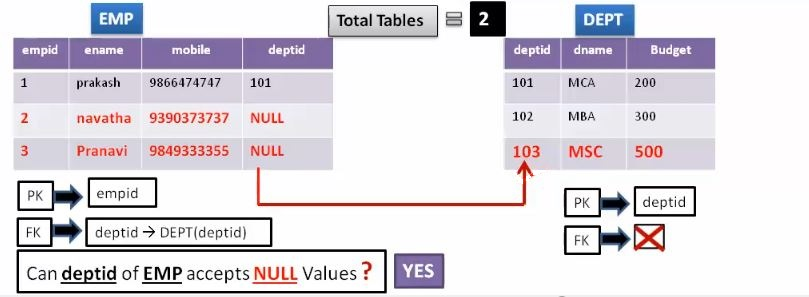 EMP
Total Tables = 2
DEPT
empid ename mobile deptid
1 prakash 9866474747 101
2 navatha 9390373737 NULL
3 Pranavi 9849333355 NULL
deptid dname Budget
101 MCA 200
102 MBA 300
103 MSC 500
PK empid
FK deptid → DEPT(deptid)
PK deptid
FK
Can deptid of EMP accepts NULL Values ? YES